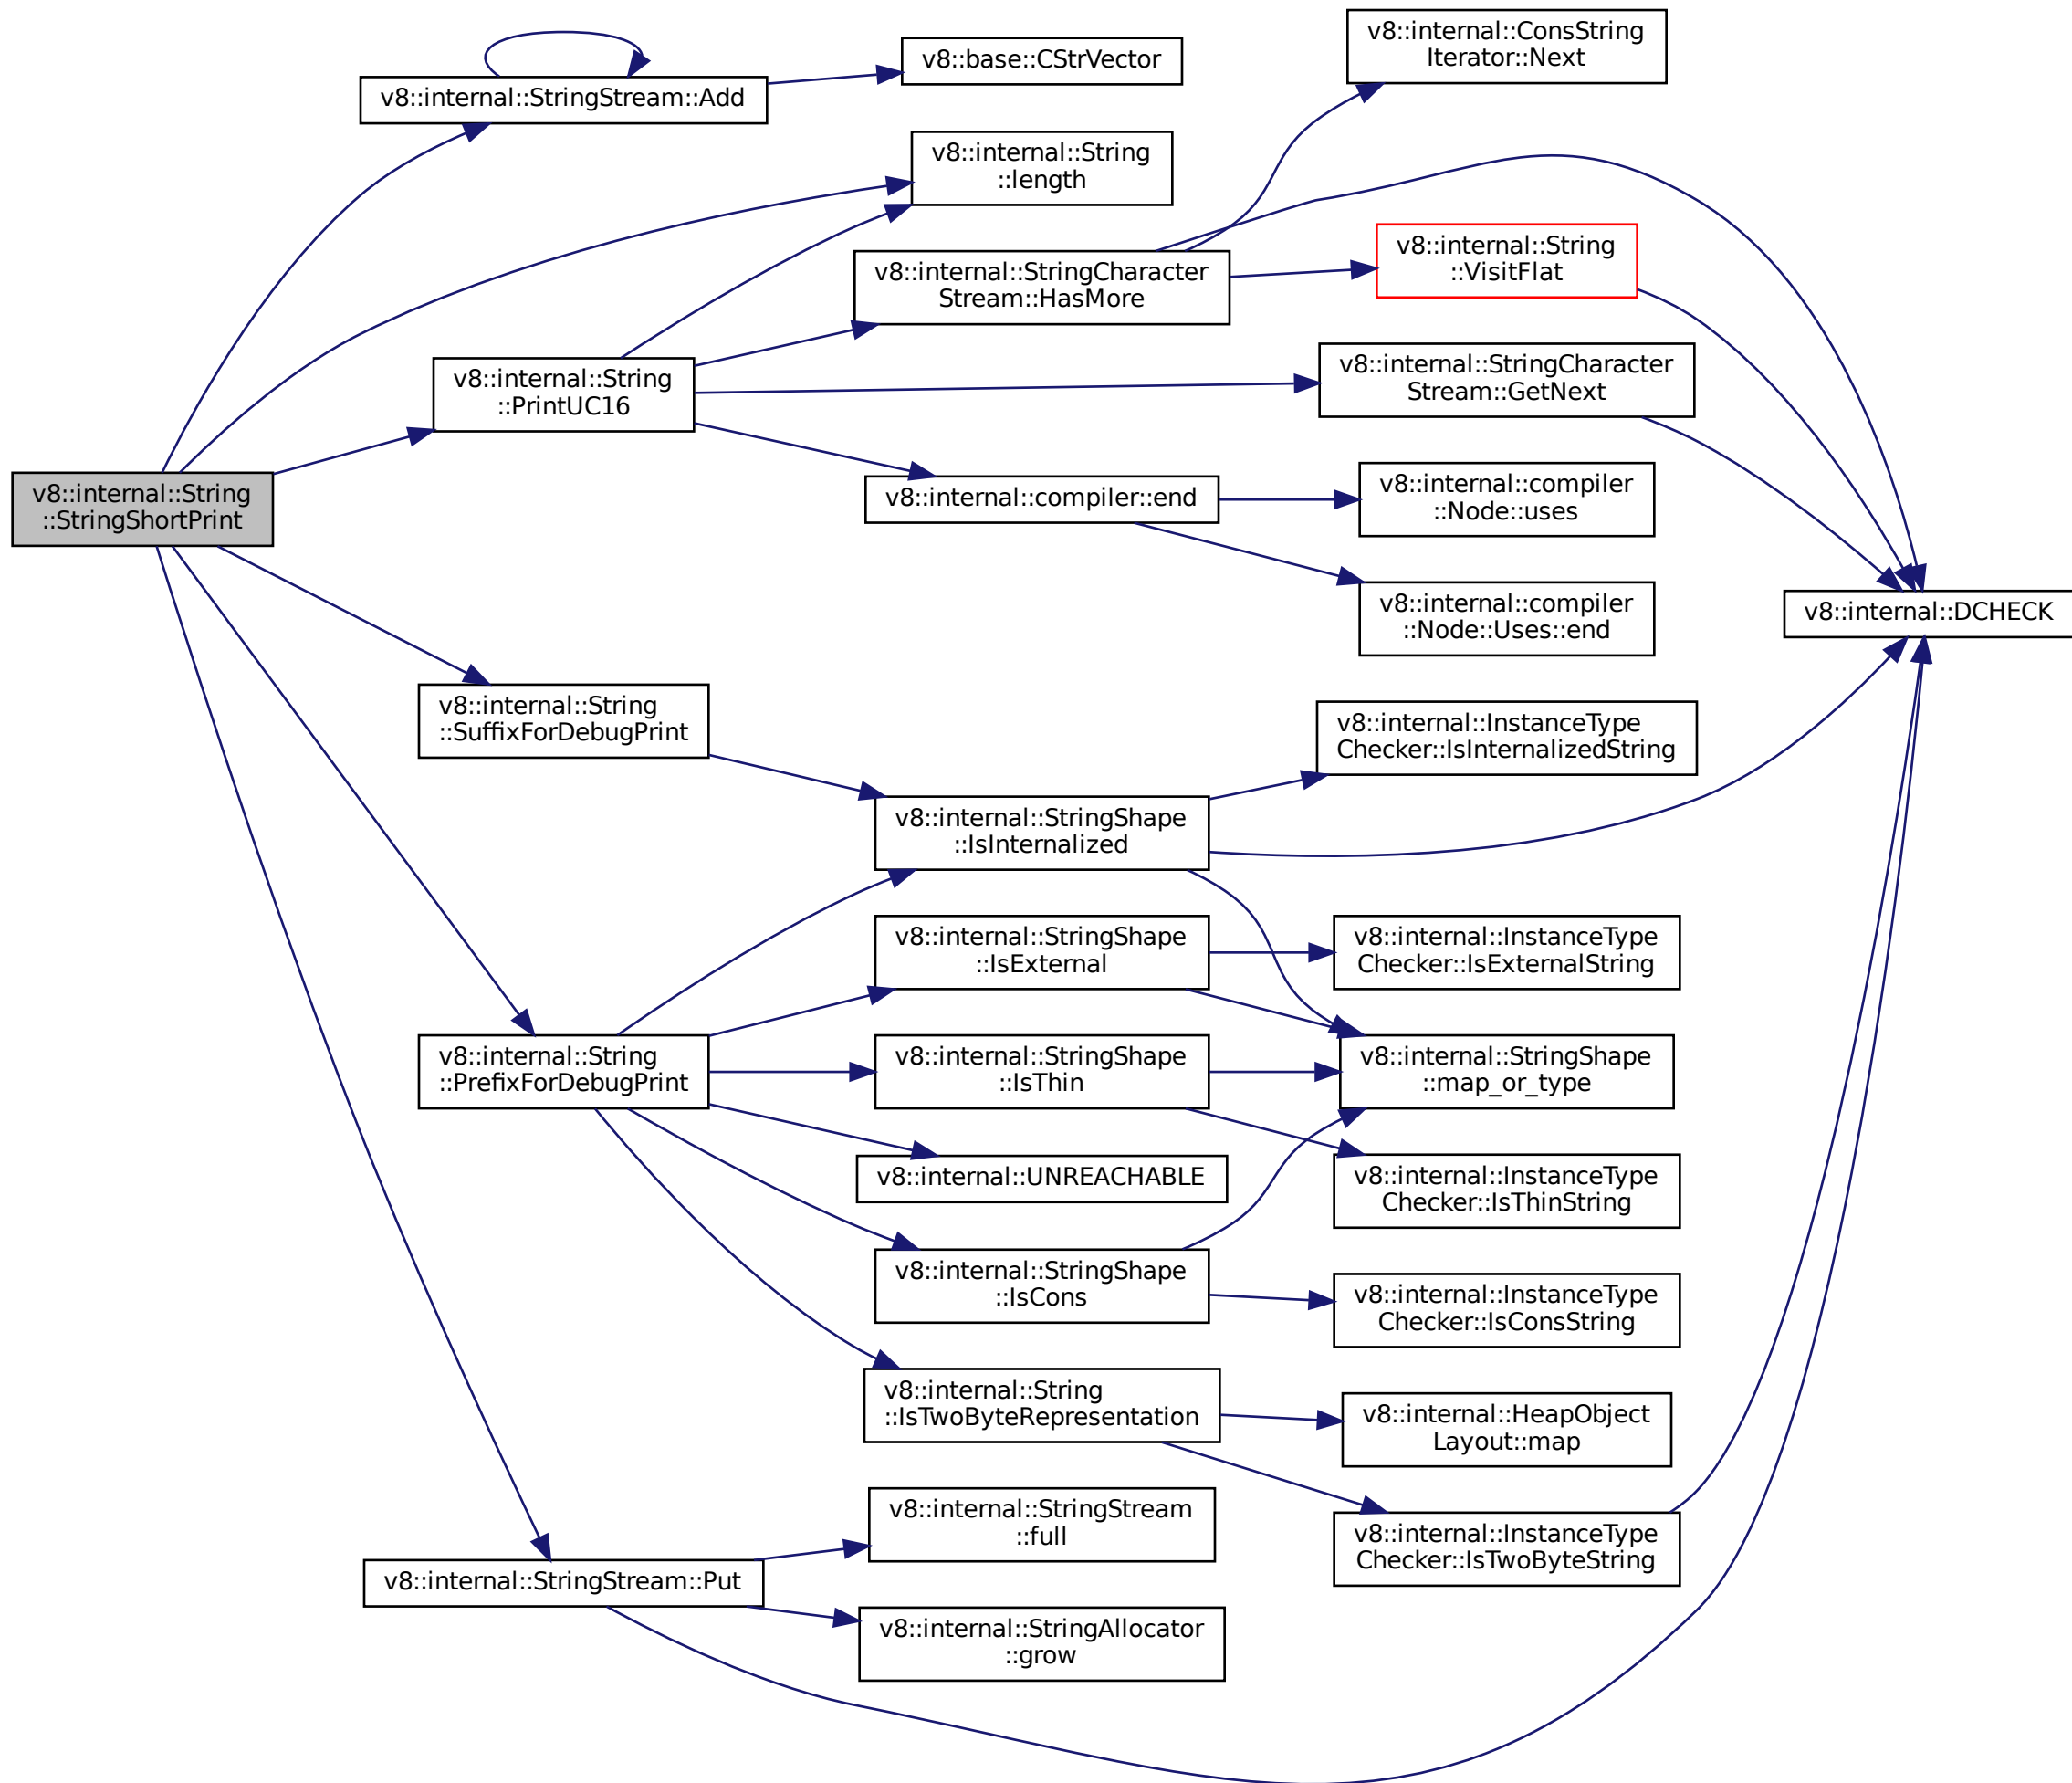 v8::internal::String
::StringShortPrint
v8::internal::StringStream::Add
v8::base::CStrVector
v8::internal::String
::length
v8::internal::String
::PrintUC16
v8::internal::StringCharacter
Stream::HasMore
v8::internal::ConsString
Iterator::Next
v8::internal::String
::VisitFlat
v8::internal::StringCharacter
Stream::GetNext
v8::internal::compiler::end
v8::internal::compiler
::Node::uses
v8::internal::compiler
::Node::Uses::end
v8::internal::DCHECK
v8::internal::String
::SuffixForDebugPrint
v8::internal::InstanceType
Checker::IsInternalizedString
v8::internal::StringShape
::IsInternalized
v8::internal::StringShape
::IsExternal
v8::internal::InstanceType
Checker::IsExternalString
v8::internal::String
::PrefixForDebugPrint
v8::internal::StringShape
::IsThin
v8::internal::StringShape
::map_or_type
v8::internal::UNREACHABLE
v8::internal::InstanceType
Checker::IsThinString
v8::internal::StringShape
::IsCons
v8::internal::InstanceType
Checker::IsConsString
v8::internal::String
::IsTwoByteRepresentation
v8::internal::HeapObject
Layout::map
v8::internal::InstanceType
Checker::IsTwoByteString
v8::internal::StringStream
::full
v8::internal::StringStream::Put
v8::internal::StringAllocator
::grow